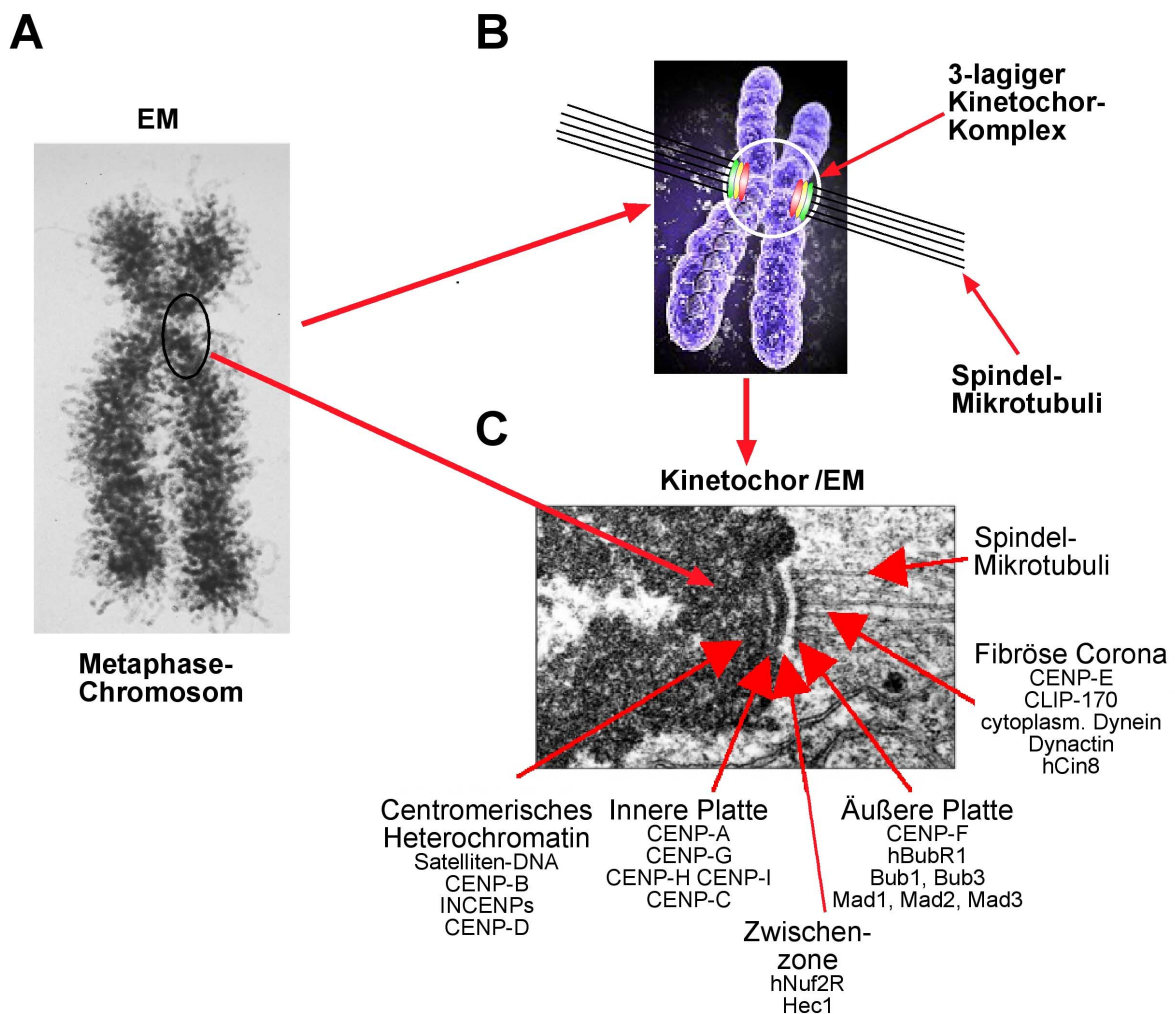 A
EM
Metaphase-
Chromosom
B
3-lagiger
Kinetochor-
Komplex
Spindel-
Mikrotubuli
C
Kinetochor /EM
Spindel-
Mikrotubuli
Fibröse Corona
CENP-E
CLIP-170
cytoplasm. Dynein
Dynactin
hCin8
Centromerisches
Heterochromatin
Satelliten-DNA
CENP-B
INCENPs
CENP-D
Innere Platte
CENP-A
CENP-G
CENP-H CENP-I
CENP-C
Zwischen-
zone
hNuf2R
Hec1
Äußere Platte
CENP-F
hBubR1
Bub1, Bub3
Mad1, Mad2, Mad3